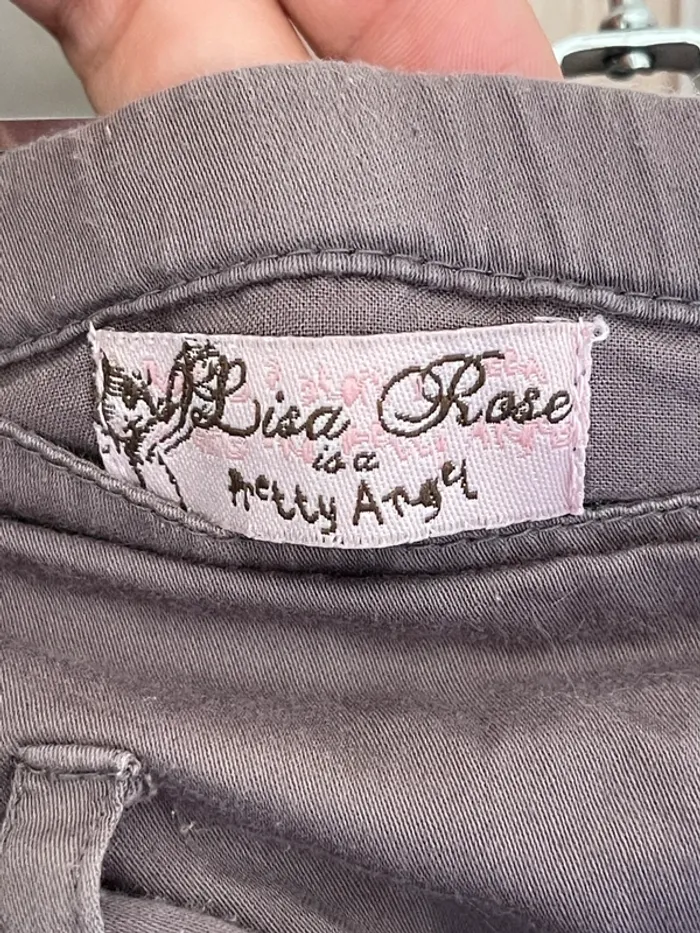 Lisa Rose
is a
Pretty Angel